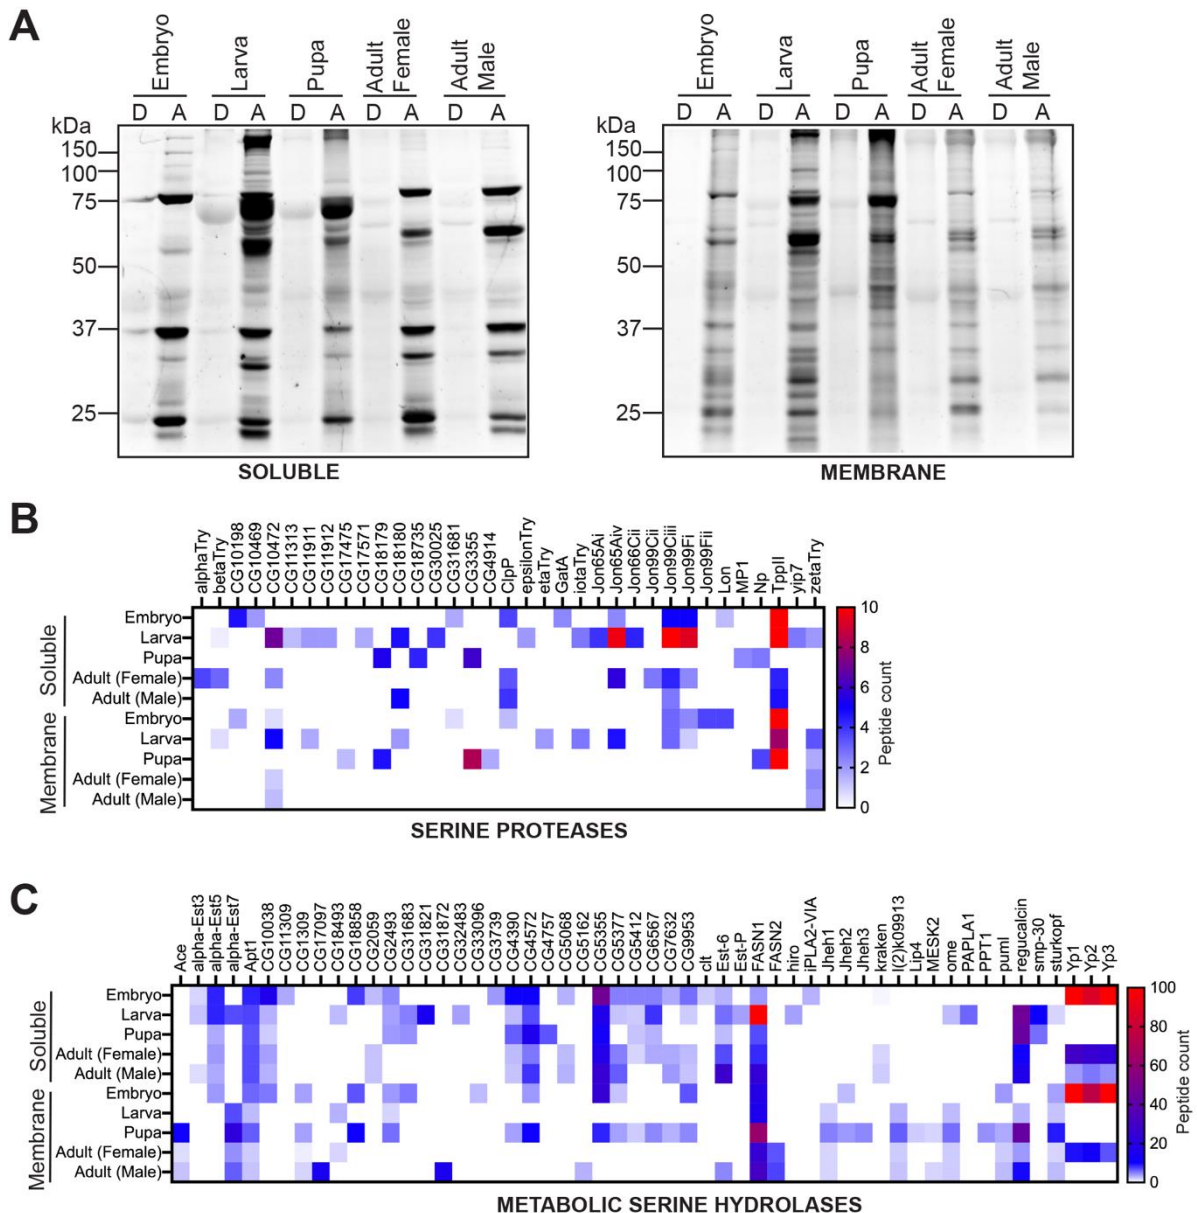 A
Embryo
Larva
Pupa
Adult
Female
Adult
Male
D A D A D A D A D A
kDa
150
100
75
50
37
25
SOLUBLE
Embryo
Larva
Pupa
Adult
Female
Adult
Male
D A D A D A D A D A
kDa
150
100
75
50
37
25
MEMBRANE
B
alphaTry
betaTry
CG10198
CG10469
CG10472
CG11313
CG11911
CG11912
CG17475
CG17571
CG18179
CG18180
CG18735
CG30025
CG31681
CG3355
CG4914
ClpP
epsilonTry
etaTry
GatA
iotaTry
Jon65Ai
Jon65Aiv
Jon66Cii
Jon99Cii
Jon99Ciii
Jon99Fi
Jon99Fii
Lon
MP1
Np
TppII
yip7
zetaTry
Soluble
Embryo
Larva
Pupa
Adult (Female)
Adult (Male)
Membrane
Embryo
Larva
Pupa
Adult (Female)
Adult (Male)
10
8
6
4
2
0
Peptide count
SERINE PROTEASES
C
Ace
alpha-Est3
alpha-Est5
alpha-Est7
Apt1
CG10038
CG11309
CG1309
CG17097
CG18493
CG18858
CG2059
CG2493
CG31683
CG31821
CG31872
CG32483
CG33096
CG3739
CG4390
CG4572
CG4757
CG5068
CG5162
CG5355
CG5377
CG5412
CG6567
CG7632
CG9953
clt
Est-6
Est-P
FASN1
FASN2
hiro
iPLA2-VIA
Jheh1
Jheh2
Jheh3
kraken
l(2)k09913
Lip4
MESK2
ome
PAPLA1
PPT1
puml
regucalcin
smp-30
sturkopf
Yp1
Yp2
Yp3
Soluble
Embryo
Larva
Pupa
Adult (Female)
Adult (Male)
Membrane
Embryo
Larva
Pupa
Adult (Female)
Adult (Male)
100
80
60
40
20
0
Peptide count
METABOLIC SERINE HYDROLASES